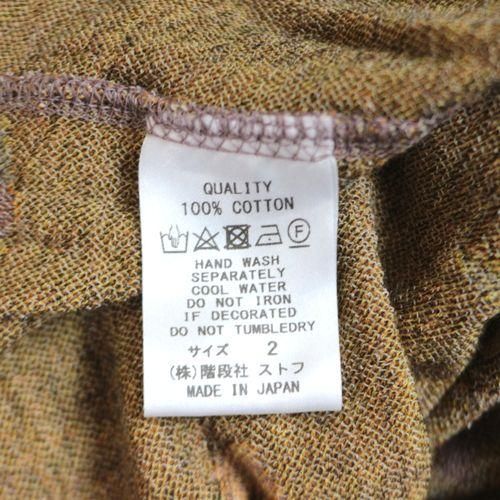 QUALITY
100% COTTON
HAND WASH
SEPARATELY
COOL WATER
DO NOT IRON
IF DECORATED
DO NOT TUMBLEDRY
サイズ 2
(株)階段社 ストフ
MADE IN JAPAN